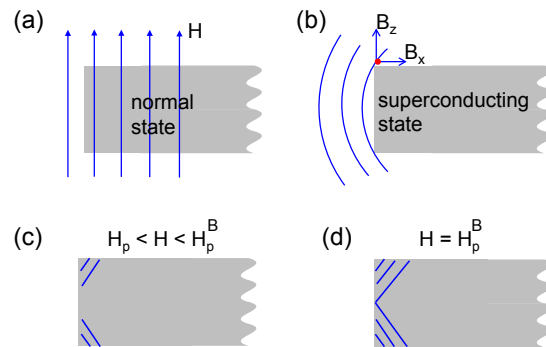 (a)
H
normal
state
(b)
B_z
B_x
superconducting
state
(c)
H_p < H < H_p^B
(d)
H = H_p^B